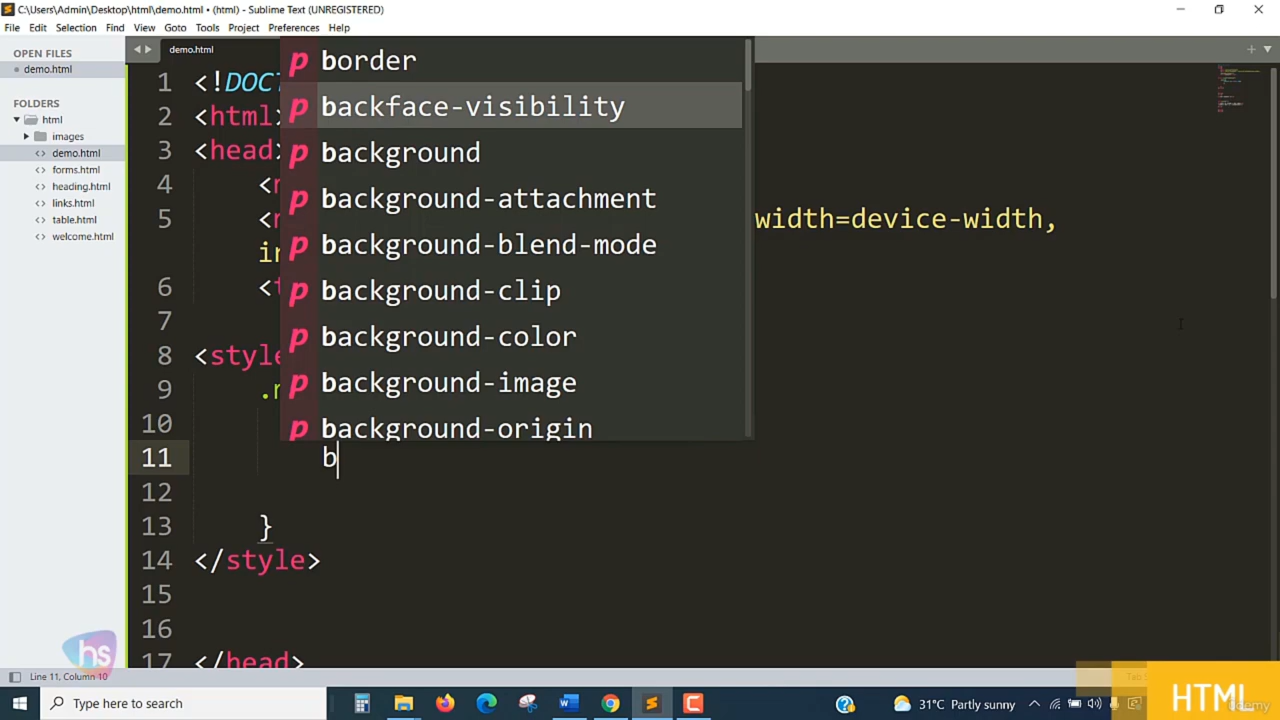 C:\Users\Admin\Desktop\html\demo.html • (html) - Sublime Text (UNREGISTERED)
File Edit Selection Find View Goto Tools Project Preferences Help
OPEN FILES
demo.html
FOLDERS
html
images
demo.html
forms.html
heading.html
links.html
table.html
welcome.html
demo.html
1 <!DOCT
2 <html>
3 <head>
4
5 width=device-width,
6
7
8 <style
9
10
11 b
12
13 }
14 </style>
15
16
17 </head>
p border
p backface-visibility
p background
p background-attachment
p background-blend-mode
p background-clip
p background-color
p background-image
p background-origin
hs
Line 11, Column 10
Type here to search
31°C Partly sunny
HTML
Udemy